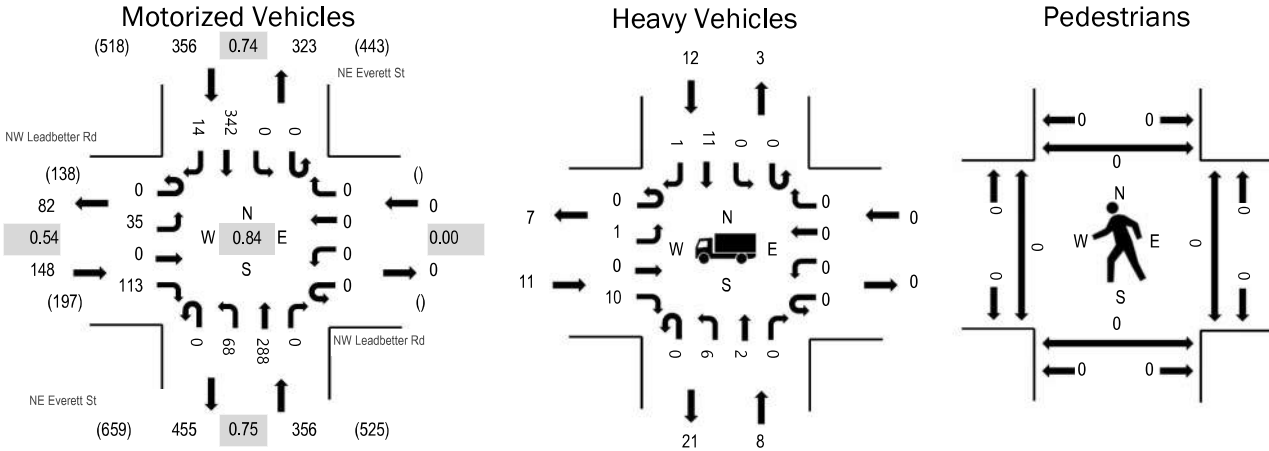 Motorized Vehicles
(518) 356 0.74 323 (443)
NE Everett St
NW Leadbetter Rd
14 342 0 0
(138) 0 0 ()
82 35 0 0
N
0.54 W 0.84 E 0.00
0 0
S
148 113 0 0
(197) ()
0 68 288 0
NW Leadbetter Rd
NE Everett St
(659) 455 0.75 356 (525)
Heavy Vehicles
12 3
1 11 0 0
0 0
7 1 0 0
N
W E
0 0
S
11 10 0 0
0 6 2 0
21 8
Pedestrians
0 0
0
N
0 0
W E
0 0
0 0
S
0
0 0